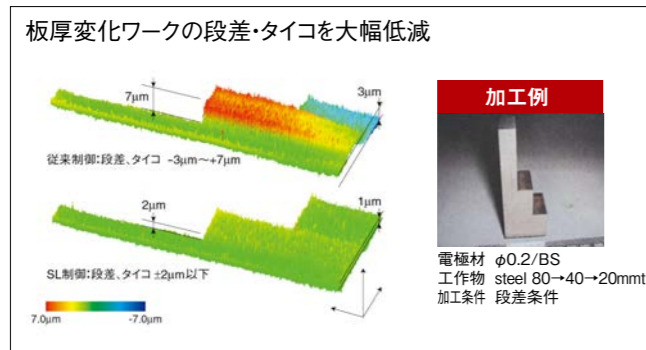 板厚変化ワークの段差・タイコを大幅低減
7μm
3μm
従来制御:段差、タイコ -3μm～+7μm
2μm
1μm
SL制御:段差、タイコ ±2μm以下
7.0μm
-7.0μm
加工例
電極材 φ0.2/BS
工作物 steel 80→40→20mmt
加工条件 段差条件